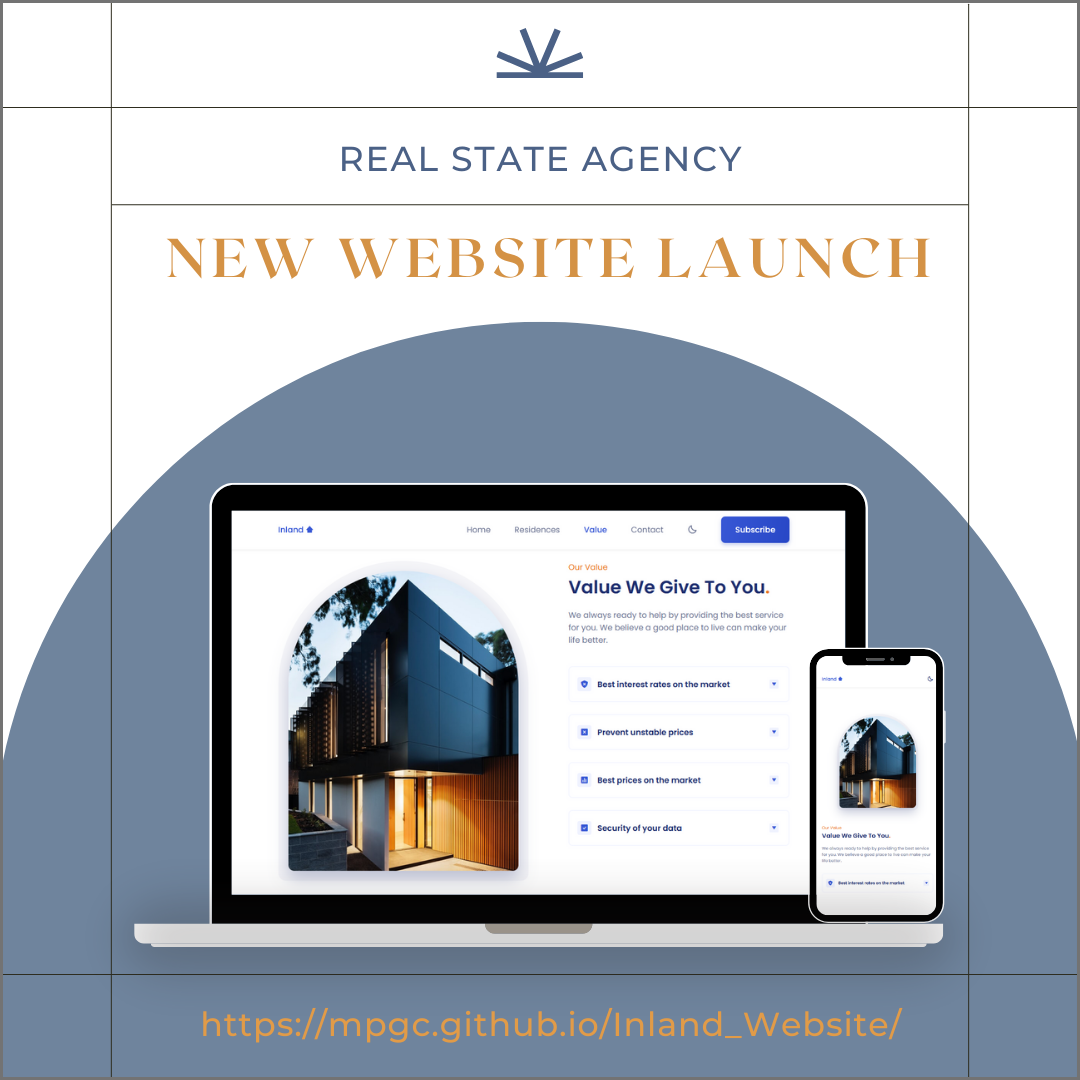 REAL STATE AGENCY
NEW WEBSITE LAUNCH
Inland
Home Residences Value Contact Subscribe
Our Value
Value We Give To You.
We always ready to help by providing the best service
for you. We believe a good place to live can make your
life better.
Best interest rates on the market
Prevent unstable prices
Best prices on the market
Security of your data
Inland
Our Value
Value We Give To You.
We always ready to help by providing the best service
for you. We believe a good place to live can make your
life better.
Best interest rates on the market
https://mpgc.github.io/Inland_Website/